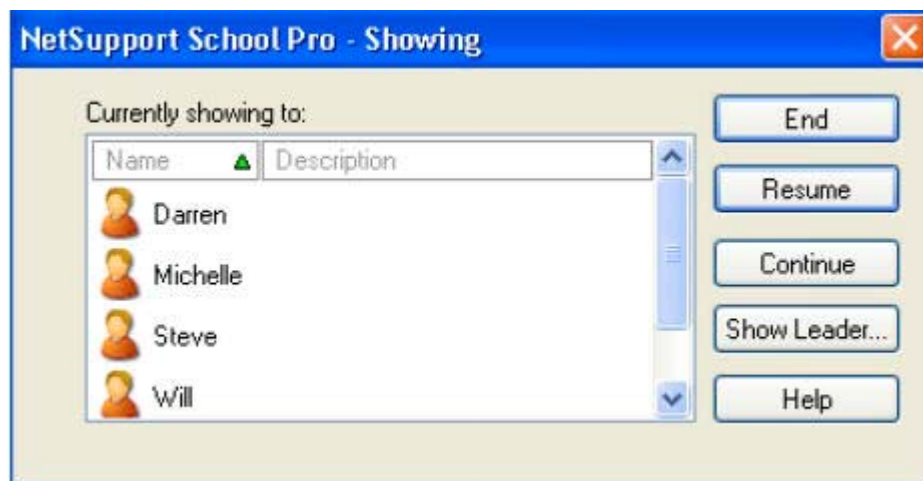 NetSupport School Pro - Showing
Currently showing to:
Name Description
Darren
Michelle
Steve
Will
End
Resume
Continue
Show Leader...
Help